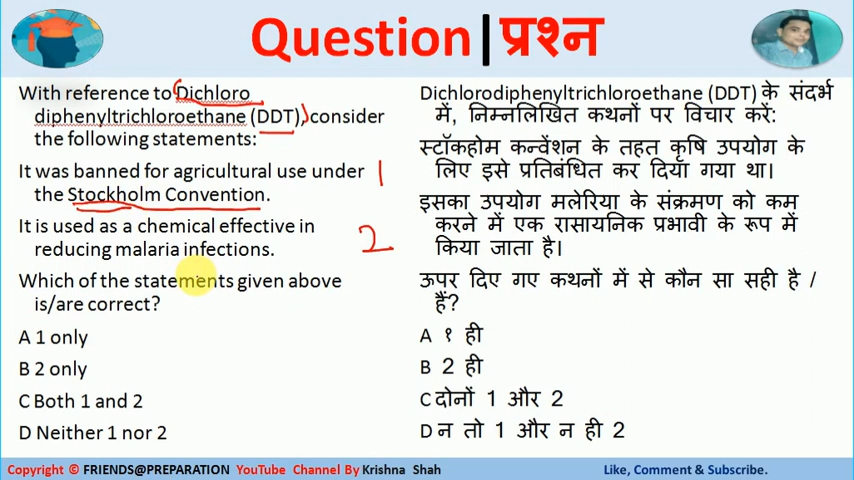 Question|प्रश्न
With reference to Dichloro
diphenyltrichloroethane (DDT), consider
the following statements:
It was banned for agricultural use under
the Stockholm Convention.
1
It is used as a chemical effective in
reducing malaria infections.
2
Which of the statements given above
is/are correct?
A 1 only
B 2 only
C Both 1 and 2
D Neither 1 nor 2
Dichlorodiphenyltrichloroethane (DDT) के संदर्भ
में, निम्नलिखित कथनों पर विचार करें:
स्टॉकहोम कन्वेंशन के तहत कृषि उपयोग के
लिए इसे प्रतिबंधित कर दिया गया था।
इसका उपयोग मलेरिया के संक्रमण को कम
करने में एक रासायनिक प्रभावी के रूप में
किया जाता है।
ऊपर दिए गए कथनों में से कौन सा सही है /
हैं?
A १ ही
B 2 ही
C दोनों 1 और 2
D न तो 1 और न ही 2
Copyright © FRIENDS@PREPARATION YouTube Channel By Krishna Shah
Like, Comment & Subscribe.